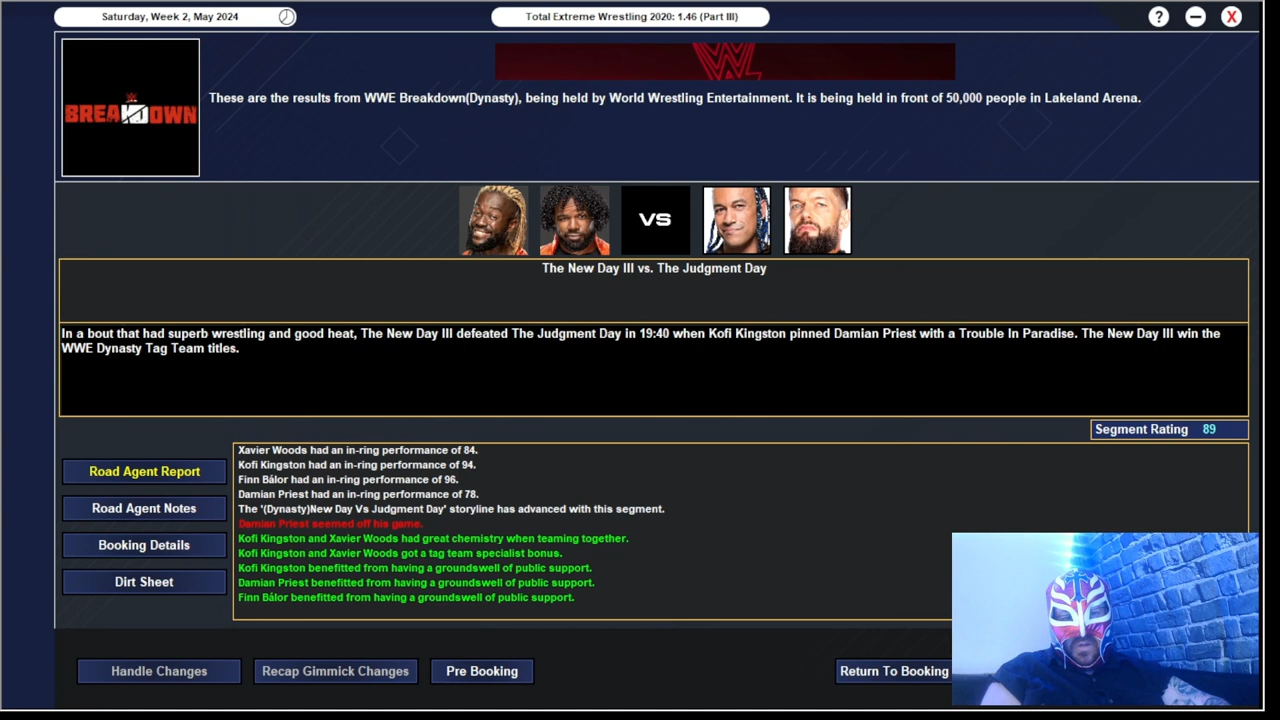 Saturday, Week 2, May 2024
Total Extreme Wrestling 2020: 1.46 (Part III)
?
X
BREAKDOWN
W
These are the results from WWE Breakdown(Dynasty), being held by World Wrestling Entertainment. It is being held in front of 50,000 people in Lakeland Arena.
VS
The New Day III vs. The Judgment Day
In a bout that had superb wrestling and good heat, The New Day III defeated The Judgment Day in 19:40 when Kofi Kingston pinned Damian Priest with a Trouble In Paradise. The New Day III win the
WWE Dynasty Tag Team titles.
Segment Rating 89
Road Agent Report
Road Agent Notes
Booking Details
Dirt Sheet
Xavier Woods had an in-ring performance of 84.
Kofi Kingston had an in-ring performance of 94.
Finn Bálor had an in-ring performance of 96.
Damian Priest had an in-ring performance of 78.
The '(Dynasty)New Day Vs Judgment Day' storyline has advanced with this segment.
Damian Priest seemed off his game.
Kofi Kingston and Xavier Woods had great chemistry when teaming together.
Kofi Kingston and Xavier Woods got a tag team specialist bonus.
Kofi Kingston benefitted from having a groundswell of public support.
Damian Priest benefitted from having a groundswell of public support.
Finn Bálor benefitted from having a groundswell of public support.
Handle Changes
Recap Gimmick Changes
Pre Booking
Return To Booking